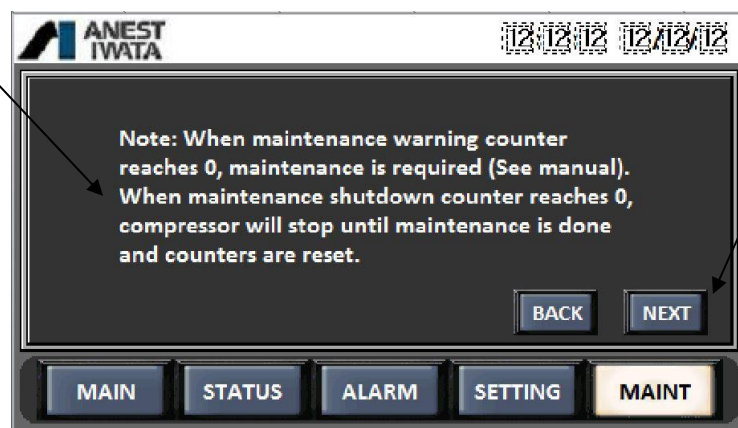 ANEST
IWATA
12:12:12 12/12/12
Note: When maintenance warning counter
reaches 0, maintenance is required (See manual).
When maintenance shutdown counter reaches 0,
compressor will stop until maintenance is done
and counters are reset.
BACK NEXT
MAIN STATUS ALARM SETTING MAINT